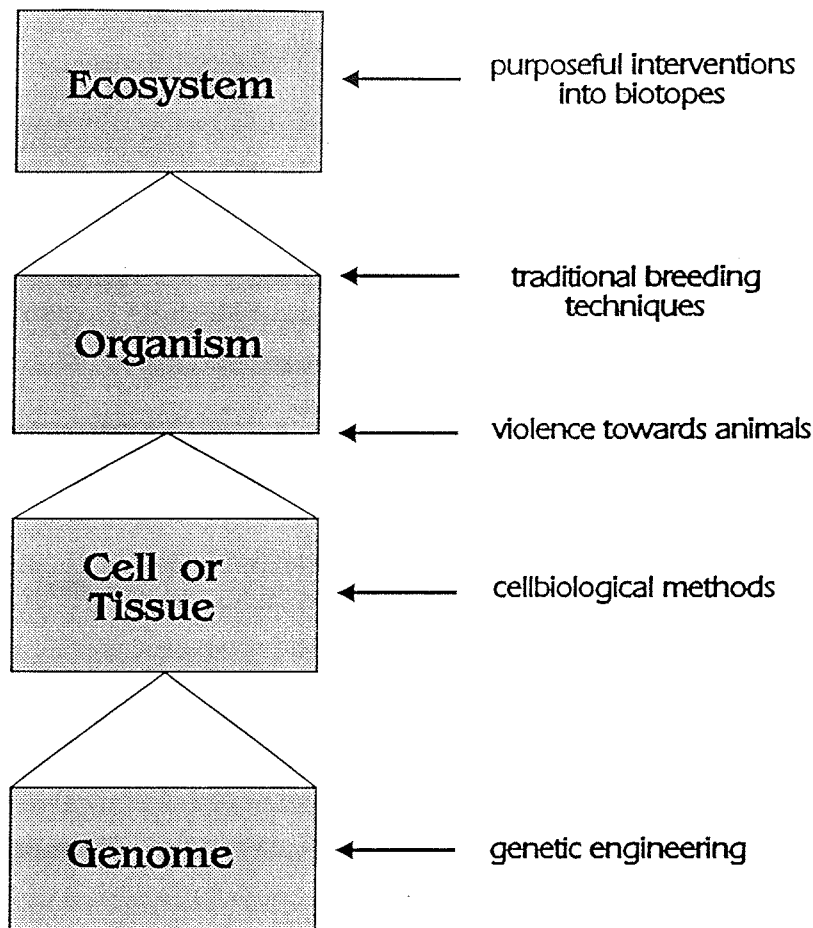 Ecosystem
purposeful interventions
into biotopes
traditional breeding
techniques
Organism
violence towards animals
Cell or
Tissue
cellbiological methods
Genome
genetic engineering